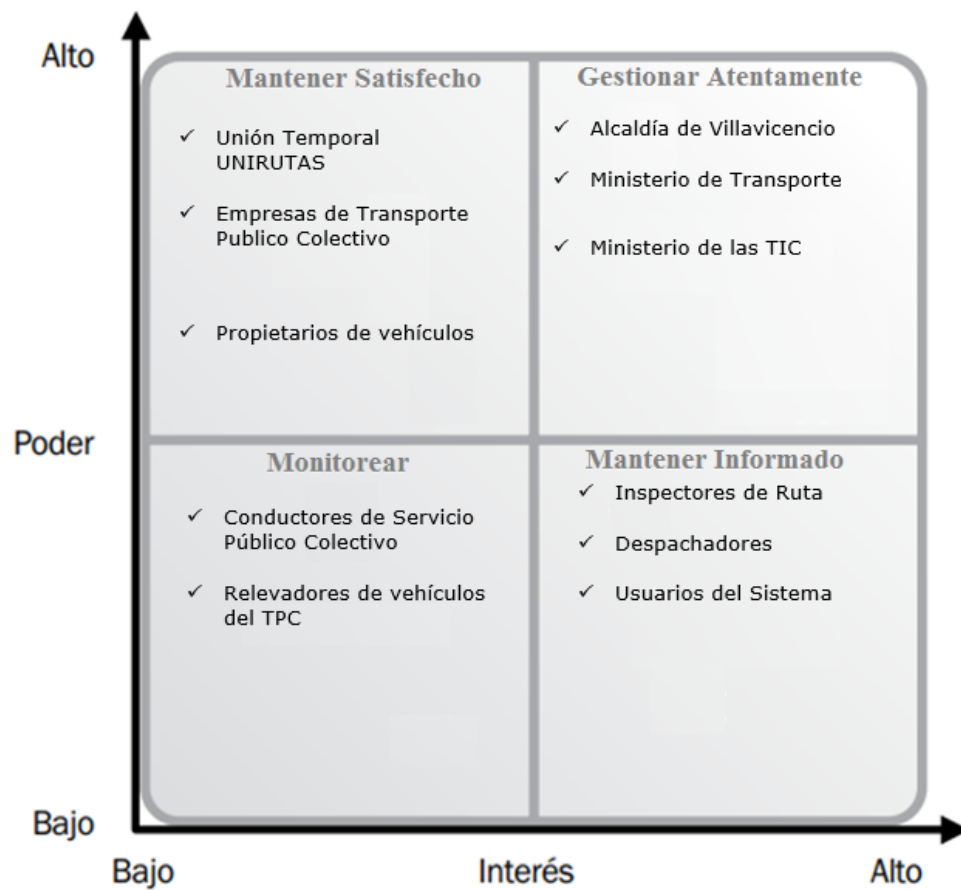 Alto
Mantener Satisfecho
✓ Unión Temporal
UNIRUTAS
✓ Empresas de Transporte
Publico Colectivo
✓ Propietarios de vehículos
Gestionar Atentamente
✓ Alcaldía de Villavicencio
✓ Ministerio de Transporte
✓ Ministerio de las TIC
Poder
Monitorear
✓ Conductores de Servicio
Público Colectivo
✓ Relevadores de vehículos
del TPC
Mantener Informado
✓ Inspectores de Ruta
✓ Despachadores
✓ Usuarios del Sistema
Bajo
Bajo
Interés
Alto